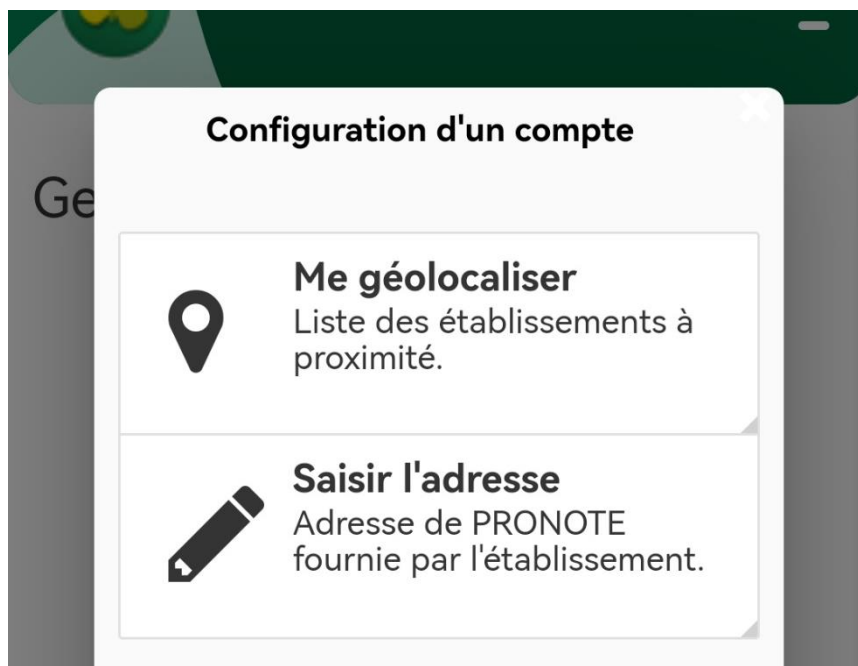 Configuration d'un compte
Ge
Me géolocaliser
Liste des établissements à
proximité.
Saisir l'adresse
Adresse de PRONOTE
fournie par l'établissement.